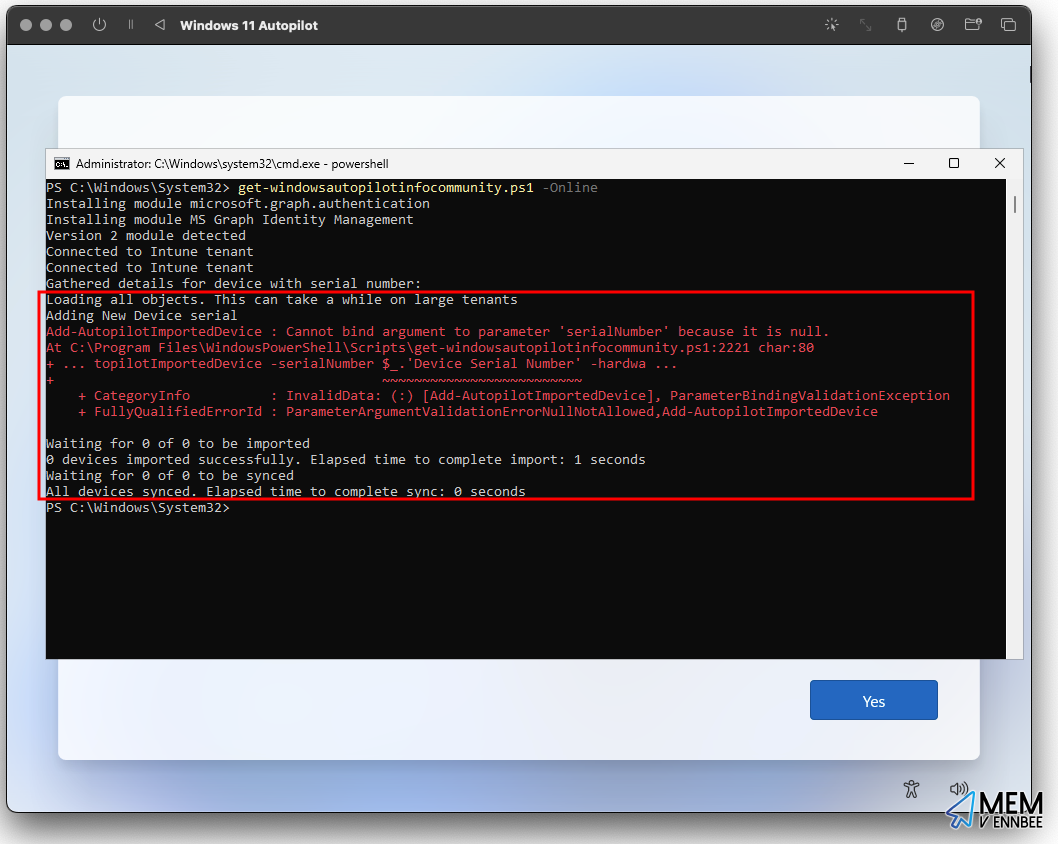 Windows 11 Autopilot
Administrator: C:\Windows\system32\cmd.exe - powershell
PS C:\Windows\System32> get-windowsautopilotinfocommunity.ps1 -Online
Installing module microsoft.graph.authentication
Installing module MS Graph Identity Management
Version 2 module detected
Connected to Intune tenant
Connected to Intune tenant
Gathered details for device with serial number:
Loading all objects. This can take a while on large tenants
Adding New Device serial
Add-AutopilotImportedDevice : Cannot bind argument to parameter 'serialNumber' because it is null.
At C:\Program Files\WindowsPowerShell\Scripts\get-windowsautopilotinfocommunity.ps1:2221 char:80
+ ... topilotImportedDevice -serialNumber $_.'Device Serial Number' -hardwa ...
+                                         ~~~~~~~~~~~~~~~~~~~~~~~~~
    + CategoryInfo          : InvalidData: (:) [Add-AutopilotImportedDevice], ParameterBindingValidationException
    + FullyQualifiedErrorId : ParameterArgumentValidationErrorNullNotAllowed,Add-AutopilotImportedDevice
Waiting for 0 of 0 to be imported
0 devices imported successfully. Elapsed time to complete import: 1 seconds
Waiting for 0 of 0 to be synced
All devices synced. Elapsed time to complete sync: 0 seconds
PS C:\Windows\System32>
Yes
MEM
V ENNBEE